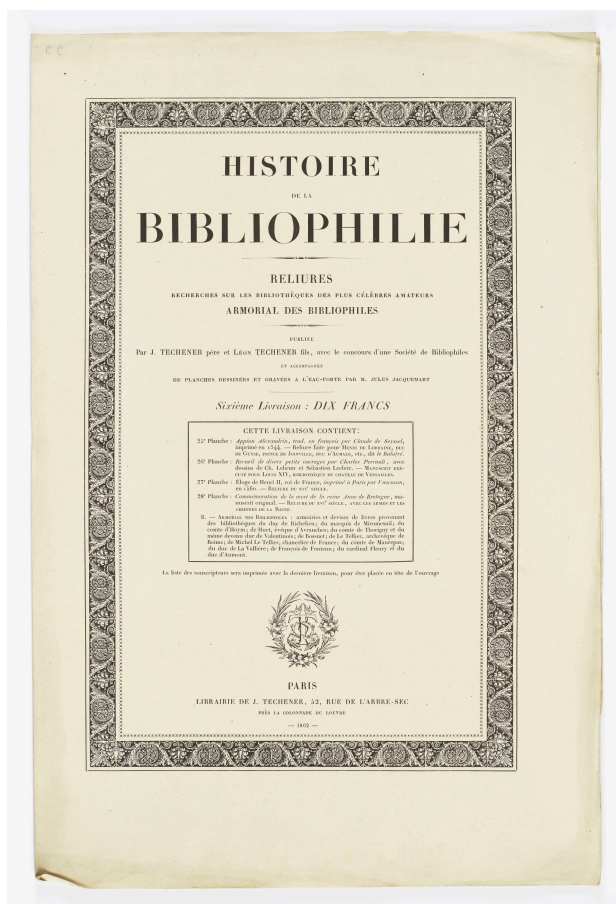 C C
HISTOIRE
DE LA
BIBLIOPHILIE
RELIURES
RECHERCHES SUR LES BIBLIOTHÈQUES DES PLUS CÉLÈBRES AMATEURS
ARMORIAL DES BIBLIOPHILES
PUBLIÉE
Par J. TECHENER père et LÉON TECHENER fils, avec le concours d'une Société de Bibliophiles
ET ACCOMPAGNÉE
DE PLANCHES DESSINÉES ET GRAVÉES A L'EAU-FORTE PAR M. JULES JACQUEMART
Sixième Livraison : DIX FRANCS
CETTE LIVRAISON CONTIENT:
Planche : Appian Alexandrin, trad. en françois par Claude de Seyssel,
imprimé en 1544. — Reliure faite pour HENRI DE LORRAINE, DUC
DE GUISE, PRINCE DE JOINVILLE, DUC D'AUMALE, etc., dit le Balafré.
26e Planche : Recueil de divers petits ouvrages par Charles Perrault, avec
dessins de Ch. Lebrun et Sébastien Leclerc. — MANUSCRIT EXÉ-
CUTÉ POUR LOUIS XIV, BIBLIOTHÈQUE DU CHATEAU DE VERSAILLES.
27e Planche : Éloge de Henri II, roi de France, imprimé à Paris par Vascosan,
en 1560. — RELIURE DU XVIe SIÈCLE.
28e Planche : Commémoration de la mort de la reine Anne de Bretagne, ma-
nuscrit original. — RELIURE DU XVIe SIÈCLE, AVEC LES ARMES ET LES
CHIFFRES DE LA REINE.
8. — ARMORIAL DES BIBLIOPHILES : armoiries et devises de livres provenant
des bibliothèques du duc de Richelieu; du marquis de Miromesnil; du
comte d'Hoym; de Huet, évêque d'Avranches; du comte de Thorigny et du
même devenu duc de Valentinois; de Bossuet; de Le Tellier, archevêque de
Reims; de Michel Le Tellier, chancelier de France; du comte de Maurepas;
du duc de La Vallière; de François de Fontenu; du cardinal Fleury et du
duc d'Aumont.
La liste des souscripteurs sera imprimée avec la dernière livraison, pour être placée en tête de l'ouvrage.
PARIS
LIBRAIRIE DE J. TECHENER, 52, RUE DE L'ARBRE-SEC
PRÈS LA COLONNADE DU LOUVRE
— 1862 —